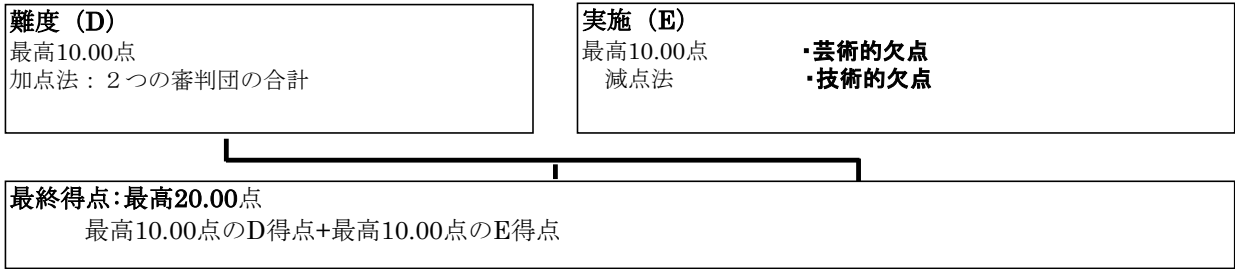 難度（D）
最高10.00点
加点法：２つの審判団の合計
実施（E）
最高10.00点　・芸術的欠点
減点法　・技術的欠点
最終得点：最高20.00点
最高10.00点のD得点+最高10.00点のE得点